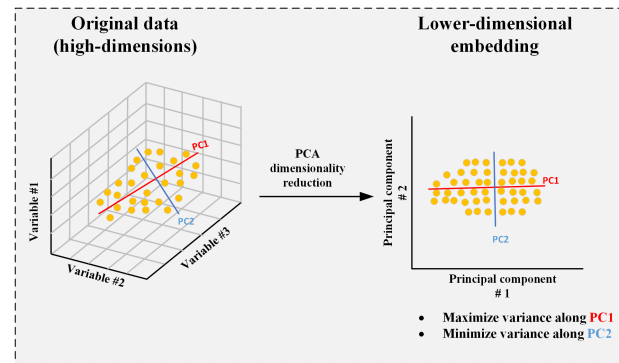 Original data
(high-dimensions)
Lower-dimensional
embedding
PC1
PC2
Variable #1
Variable #2
Variable #3
PCA
dimensionality
reduction
PC1
PC2
Principal component
# 2
Principal component
# 1
• Maximize variance along PC1
• Minimize variance along PC2